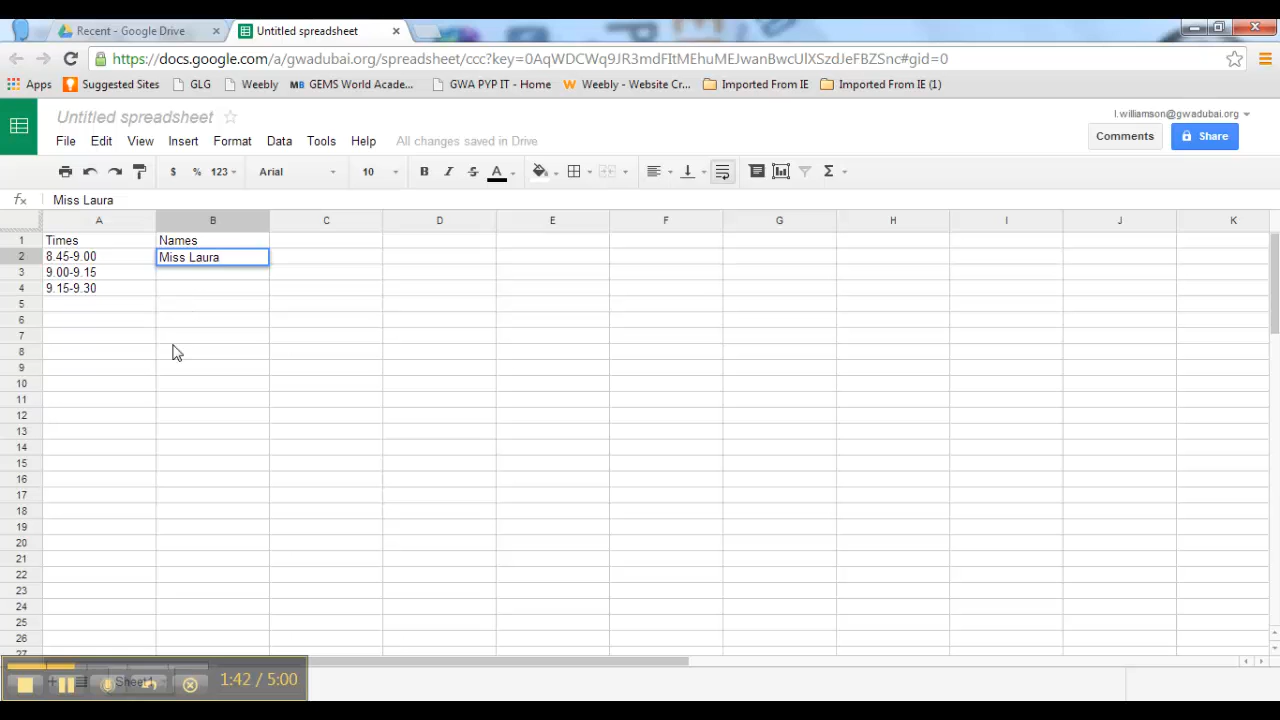 Recent - Google Drive
Untitled spreadsheet
https://docs.google.com/a/gwadubai.org/spreadsheet/ccc?key=0AqWDCWq9JR3mdFItMEhuMEJwanBwcUlXSzdJeFBZSnc#gid=0
Apps Suggested Sites GLG Weebly MB GEMS World Acade... GWA PYP IT - Home Weebly - Website Cr... Imported From IE Imported From IE (1)
Untitled spreadsheet
l.williamson@gwadubai.org
File Edit View Insert Format Data Tools Help All changes saved in Drive
Comments Share
$ % 123 Arial 10 B I S A Σ
fx Miss Laura
A B C D E F G H I J K
1 Times Names
2 8.45-9.00 Miss Laura
3 9.00-9.15
4 9.15-9.30
5
6
7
8
9
10
11
12
13
14
15
16
17
18
19
20
21
22
23
24
25
26
27
Sheet1
1:42 / 5:00